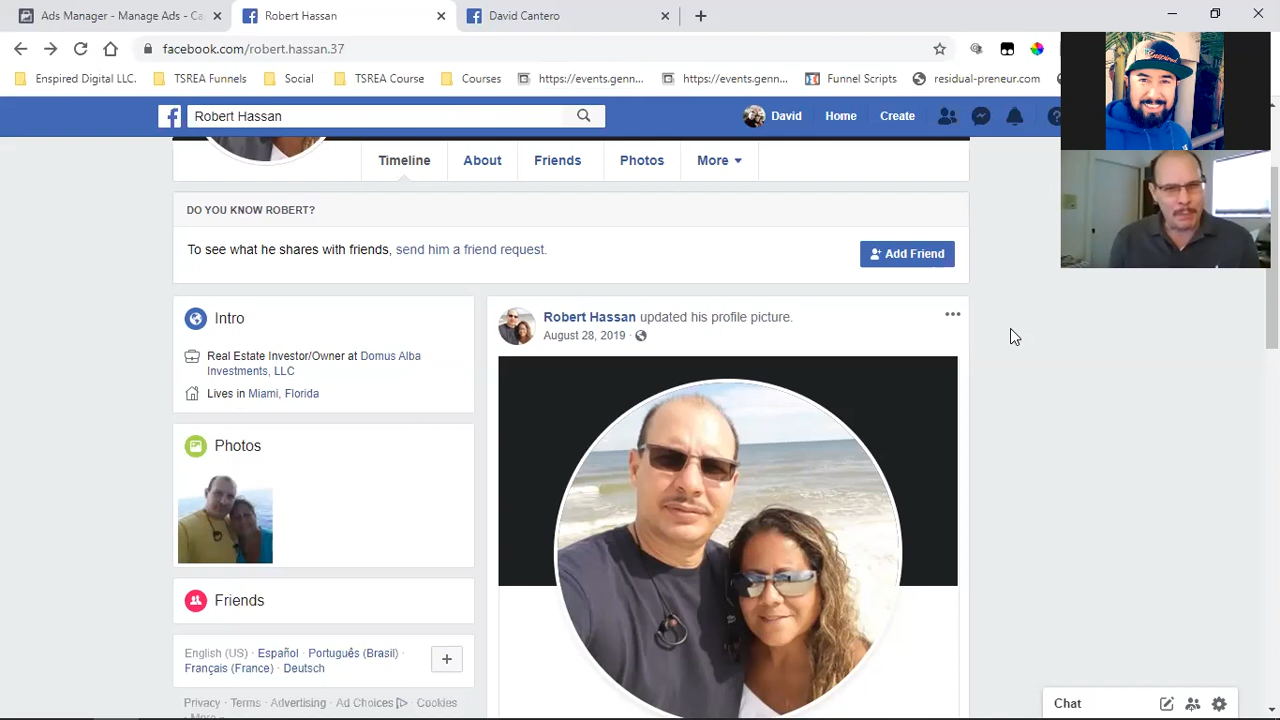 Ads Manager - Manage Ads - Ca
Robert Hassan
David Cantero
facebook.com/robert.hassan.37
Enspired Digital LLC.
TSREA Funnels
Social
TSREA Course
Courses
https://events.genn...
https://events.genn...
Funnel Scripts
residual-preneur.com
Robert Hassan
David
Home
Create
Timeline
About
Friends
Photos
More
DO YOU KNOW ROBERT?
To see what he shares with friends, send him a friend request.
Add Friend
Intro
Real Estate Investor/Owner at Domus Alba
Investments, LLC
Lives in Miami, Florida
Photos
Friends
English (US) · Español · Português (Brasil) ·
Français (France) · Deutsch
Privacy · Terms · Advertising · Ad Choices · Cookies
· More
Robert Hassan updated his profile picture.
August 28, 2019 ·
Chat